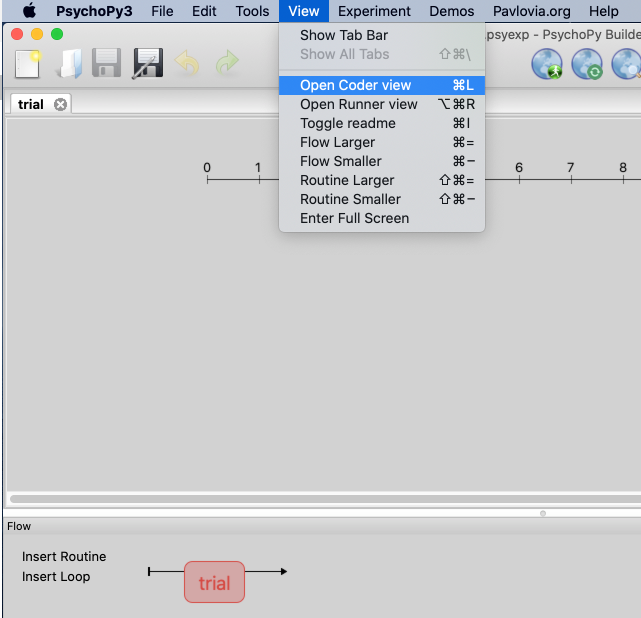 PsychoPy3 File Edit Tools View Experiment Demos Pavlovia.org Help
.psyexp - PsychoPy Builde
Show Tab Bar
Show All Tabs ⇧⌘\
Open Coder view ⌘L
Open Runner view ⌥⌘R
Toggle readme ⌘I
Flow Larger ⌘=
Flow Smaller ⌘-
Routine Larger ⇧⌘=
Routine Smaller ⇧⌘-
Enter Full Screen
trial
0 1 6 7 8
Flow
Insert Routine
Insert Loop
trial